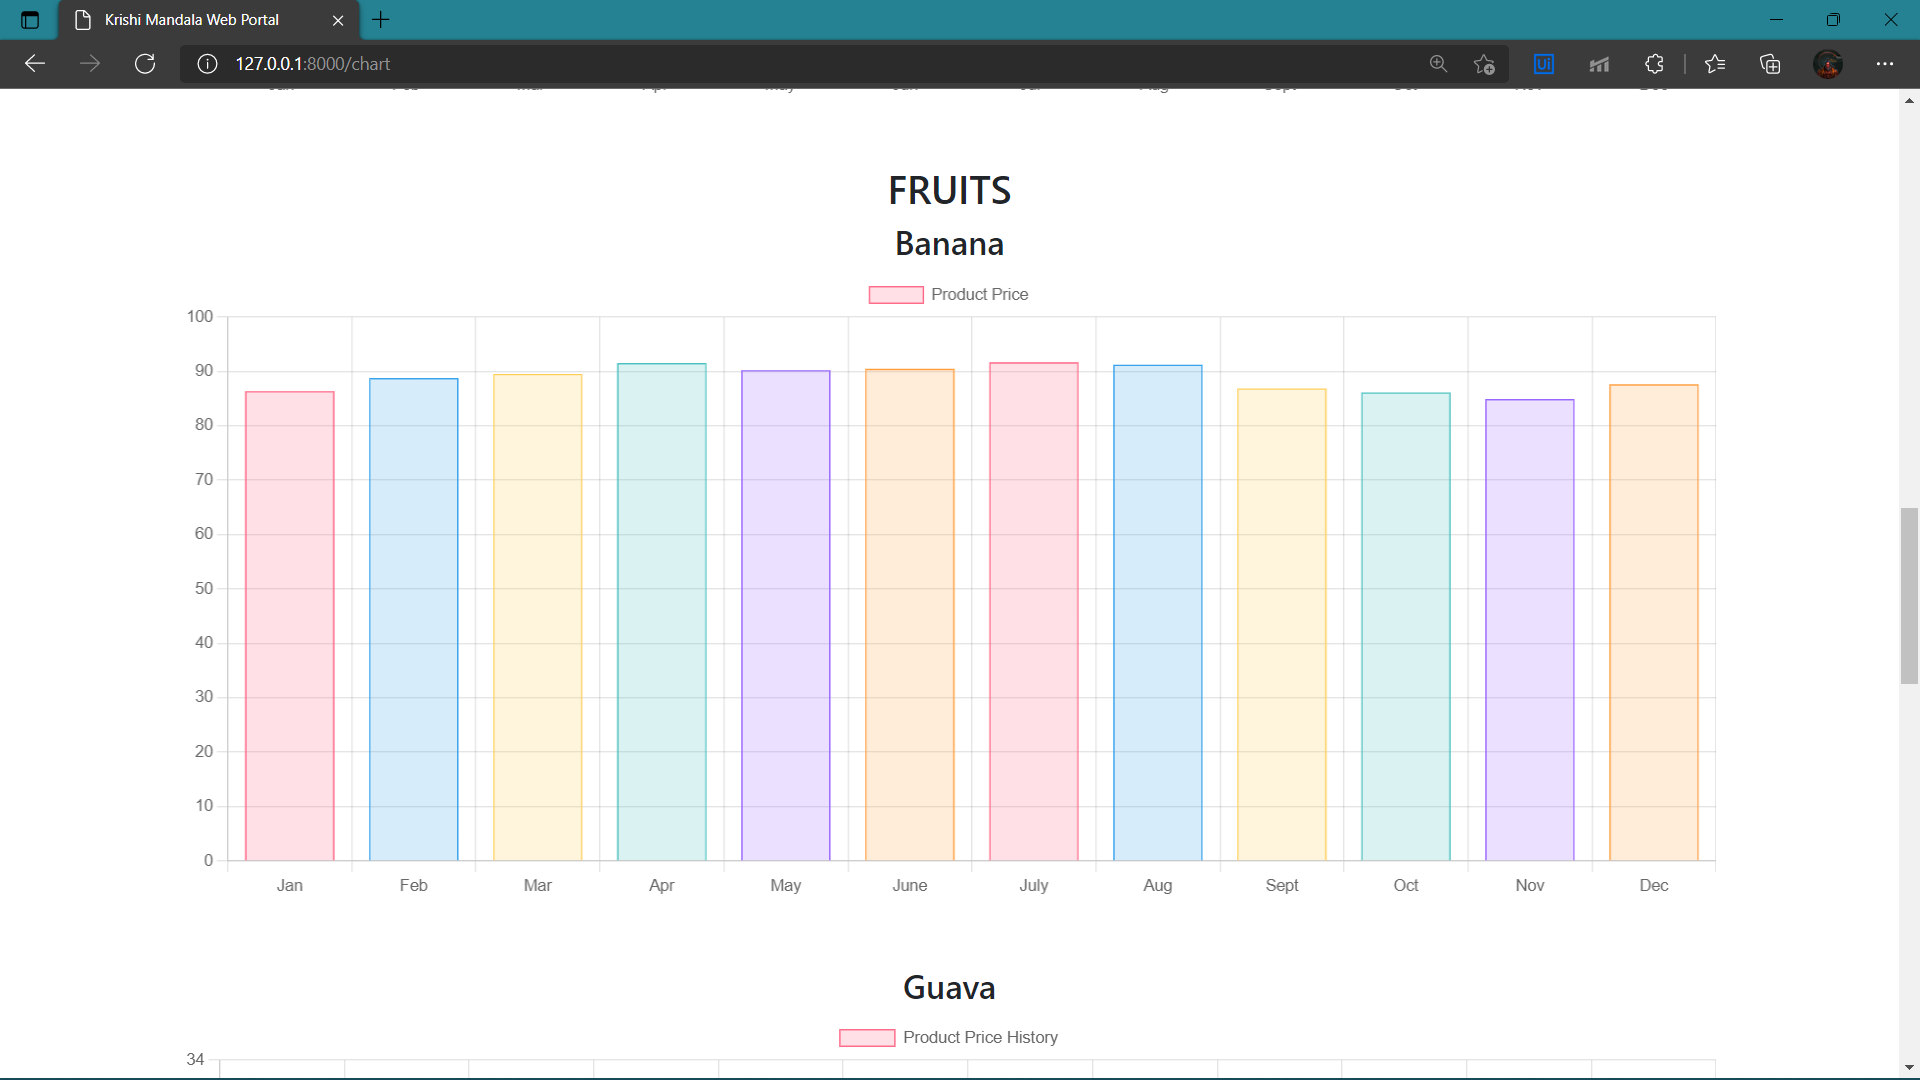 Krishi Mandala Web Portal
127.0.0.1:8000/chart
FRUITS
Banana
Product Price
100
90
80
70
60
50
40
30
20
10
0
Jan Feb Mar Apr May June July Aug Sept Oct Nov Dec
Guava
Product Price History
34